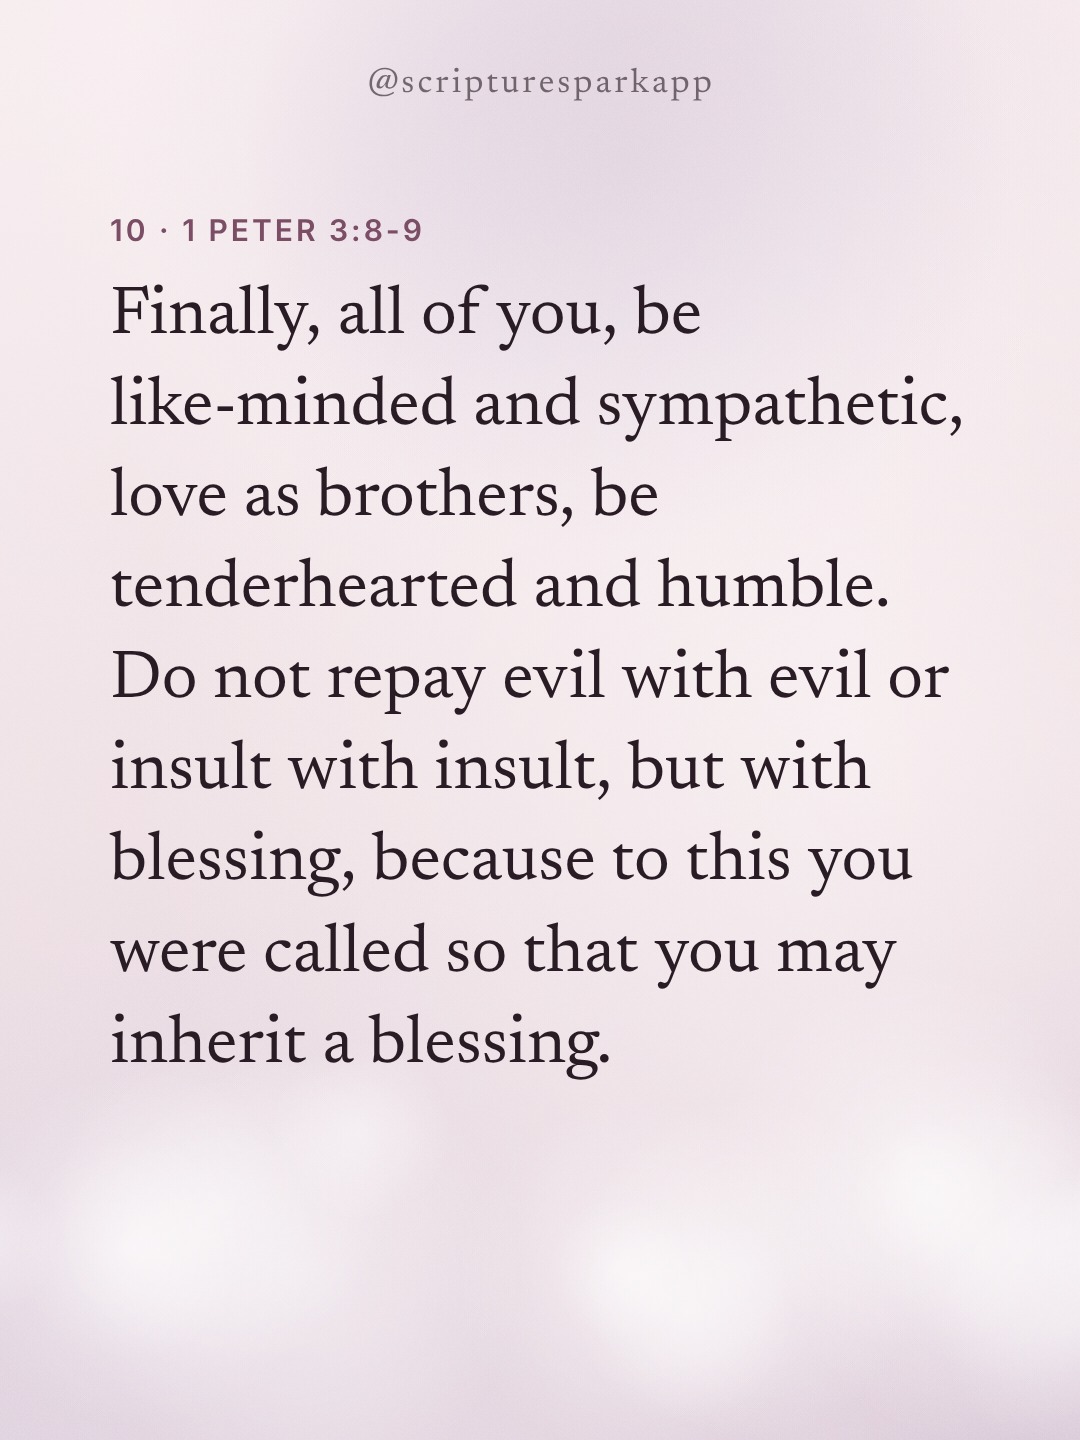 @scripturesparkapp
10 · 1 PETER 3:8-9
Finally, all of you, be
like-minded and sympathetic,
love as brothers, be
tenderhearted and humble.
Do not repay evil with evil or
insult with insult, but with
blessing, because to this you
were called so that you may
inherit a blessing.